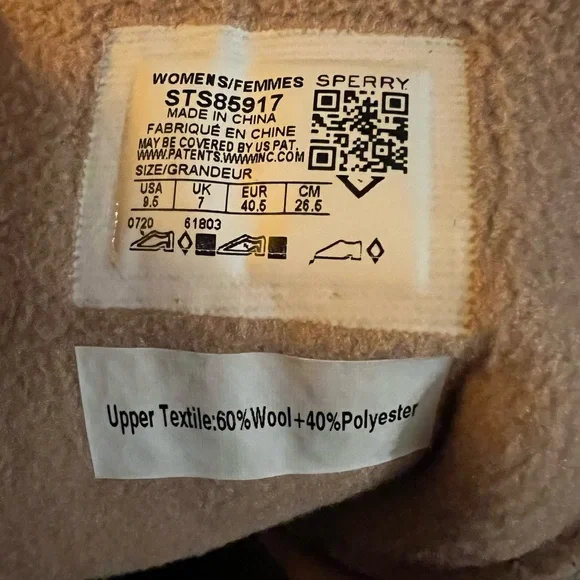 WOMENS/FEMMES SPERRY
STS85917
MADE IN CHINA
FABRIQUÉ EN CHINE
MAY BE COVERED BY US PAT.
WWW.PATENTS.WWWINC.COM
SIZE/GRANDEUR
USA UK EUR CM
9.5 7 40.5 26.5
0720 61803
Upper Textile:60%Wool+40%Polyester